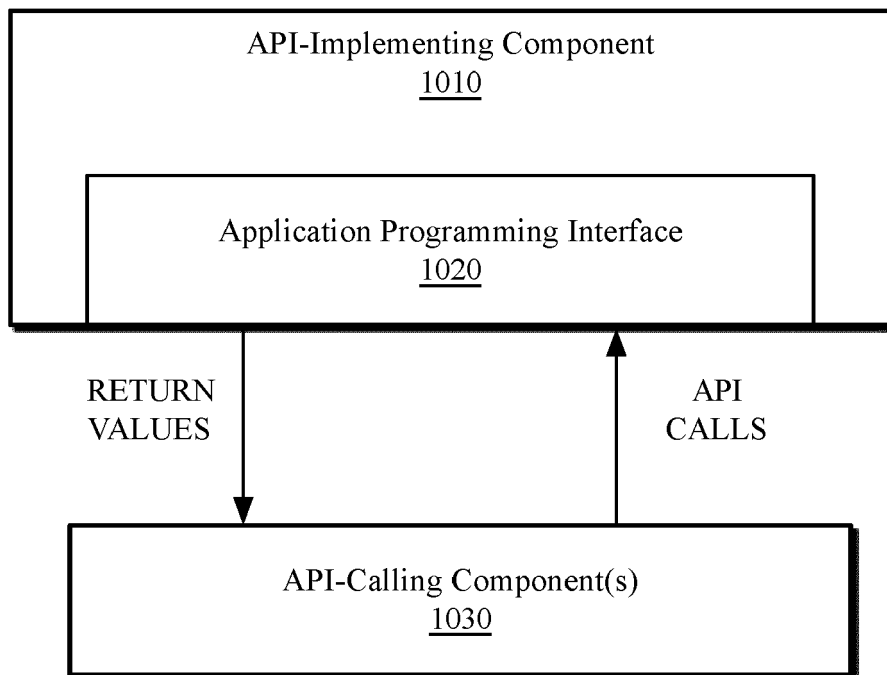 API-Implementing Component
1010
Application Programming Interface
1020
RETURN
VALUES
API
CALLS
API-Calling Component(s)
1030